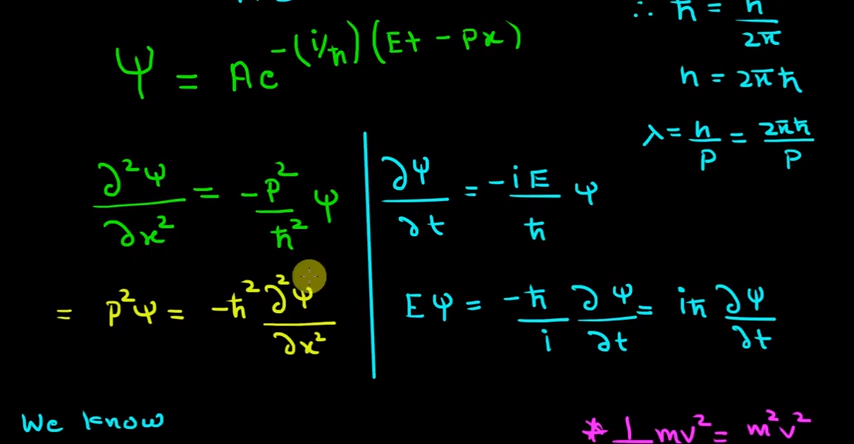 ∴ ℏ = h/2π
Ψ = Ae^{-(i/ℏ)(Et - Px)}
h = 2πℏ
λ = h/P = 2πℏ/P
∂²Ψ/∂x² = -P²/ℏ² Ψ
∂Ψ/∂t = -iE/ℏ Ψ
= P²Ψ = -ℏ² ∂²Ψ/∂x²
EΨ = -ℏ/i ∂Ψ/∂t = iℏ ∂Ψ/∂t
We know
* 1 mv² = m²v²